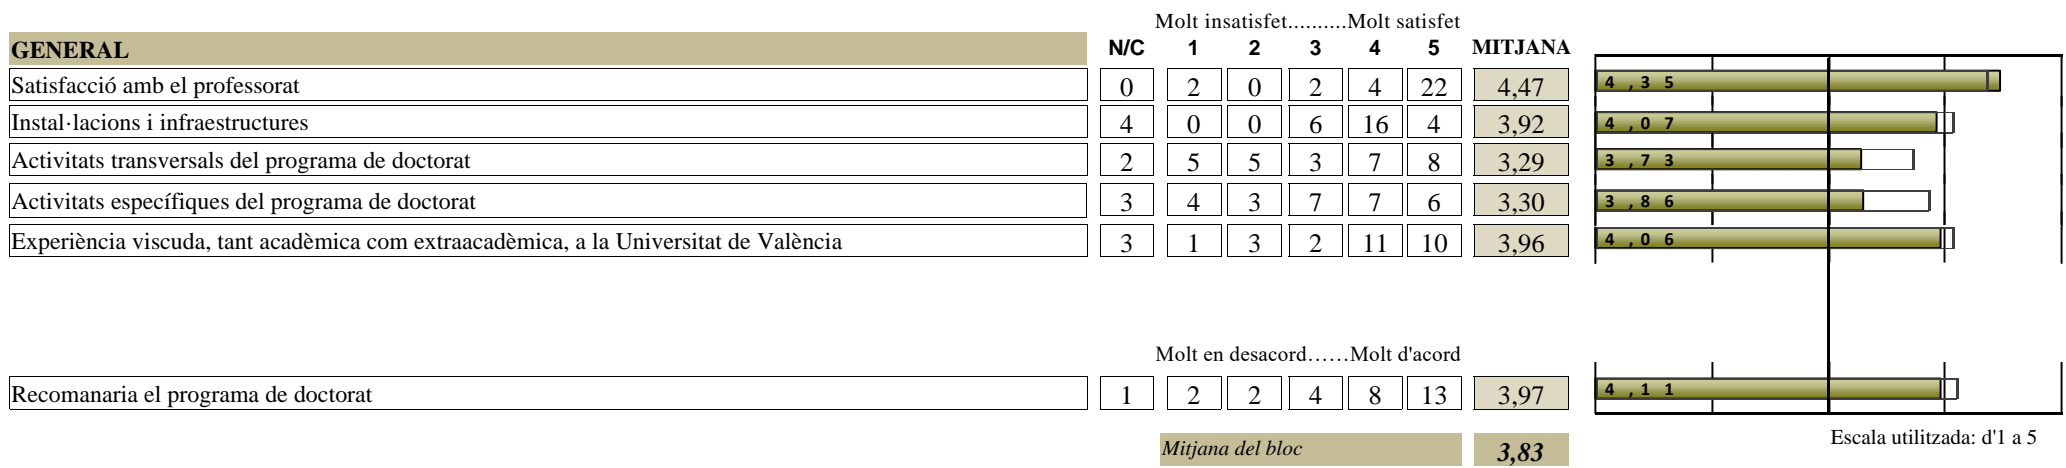 Molt insatisfet..........Molt satisfet
GENERAL N/C 1 2 3 4 5 MITJANA
Satisfacció amb el professorat 0 2 0 2 4 22 4,47 4,35
Instal·lacions i infraestructures 4 0 0 6 16 4 3,92 4,07
Activitats transversals del programa de doctorat 2 5 5 3 7 8 3,29 3,73
Activitats específiques del programa de doctorat 3 4 3 7 7 6 3,30 3,86
Experiència viscuda, tant acadèmica com extraacadèmica, a la Universitat de València 3 1 3 2 11 10 3,96 4,06
Molt en desacord......Molt d'acord
Recomanaria el programa de doctorat 1 2 2 4 8 13 3,97 4,11
Mitjana del bloc 3,83
Escala utilitzada: d'1 a 5